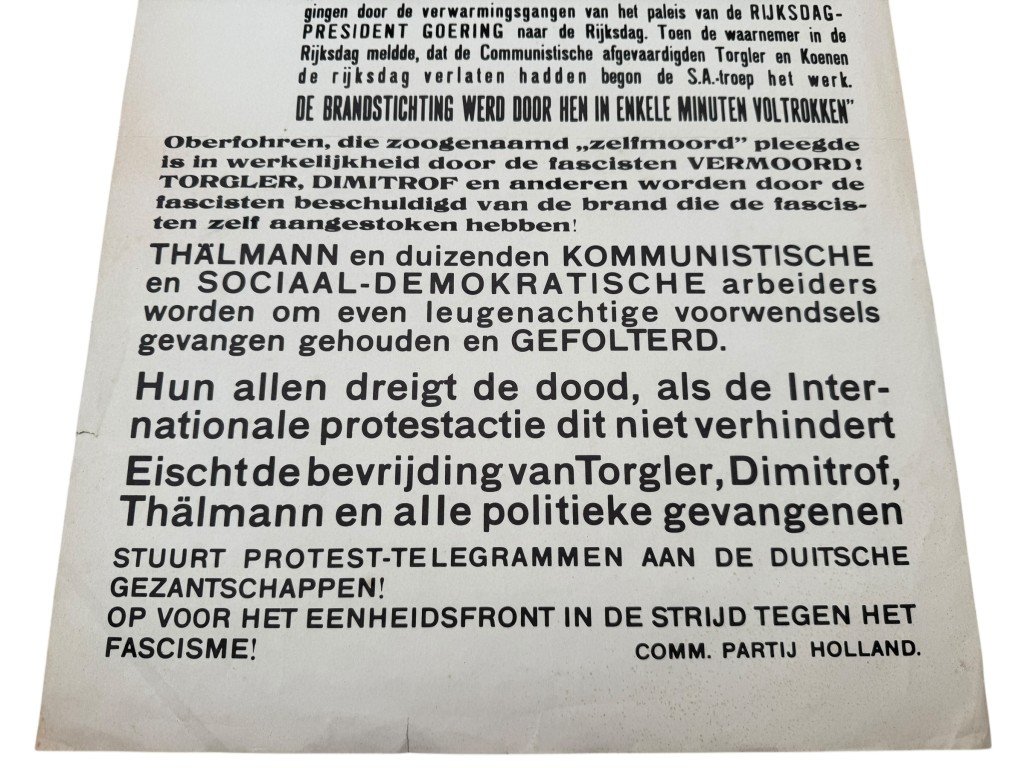 gingen door de verwarmingsgangen van het paleis van de RIJKSDAG-
PRESIDENT GOERING naar de Rijksdag. Toen de waarnemer in de
Rijksdag meldde, dat de Communistische afgevaardigden Torgler en Koenen
de rijksdag verlaten hadden begon de S.A.-troep het werk.
DE BRANDSTICHTING WERD DOOR HEN IN ENKELE MINUTEN VOLTROKKEN"
Oberfohren, die zoogenaamd „zelfmoord" pleegde
is in werkelijkheid door de fascisten VERMOORD!
TORGLER, DIMITROF en anderen worden door de
fascisten beschuldigd van de brand die de fascis-
ten zelf aangestoken hebben!
THÄLMANN en duizenden KOMMUNISTISCHE
en SOCIAAL-DEMOKRATISCHE arbeiders
worden om even leugenachtige voorwendsels
gevangen gehouden en GEFOLTERD.
Hun allen dreigt de dood, als de Inter-
nationale protestactie dit niet verhindert
Eischt de bevrijding van Torgler, Dimitrof,
Thälmann en alle politieke gevangenen
STUURT PROTEST-TELEGRAMMEN AAN DE DUITSCHE
GEZANTSCHAPPEN!
OP VOOR HET EENHEIDSFRONT IN DE STRIJD TEGEN HET
FASCISME!
COMM. PARTIJ HOLLAND.